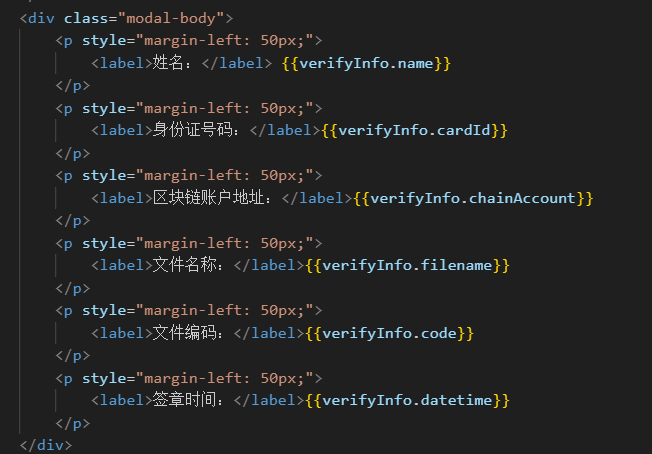 <div class="modal-body">
<p style="margin-left: 50px;">
<label>姓名：</label> {{verifyInfo.name}}
</p>
<p style="margin-left: 50px;">
<label>身份证号码：</label>{{verifyInfo.cardId}}
</p>
<p style="margin-left: 50px;">
<label>区块链账户地址：</label>{{verifyInfo.chainAccount}}
</p>
<p style="margin-left: 50px;">
<label>文件名称：</label>{{verifyInfo.filename}}
</p>
<p style="margin-left: 50px;">
<label>文件编码：</label>{{verifyInfo.code}}
</p>
<p style="margin-left: 50px;">
<label>签章时间：</label>{{verifyInfo.datetime}}
</p>
</div>